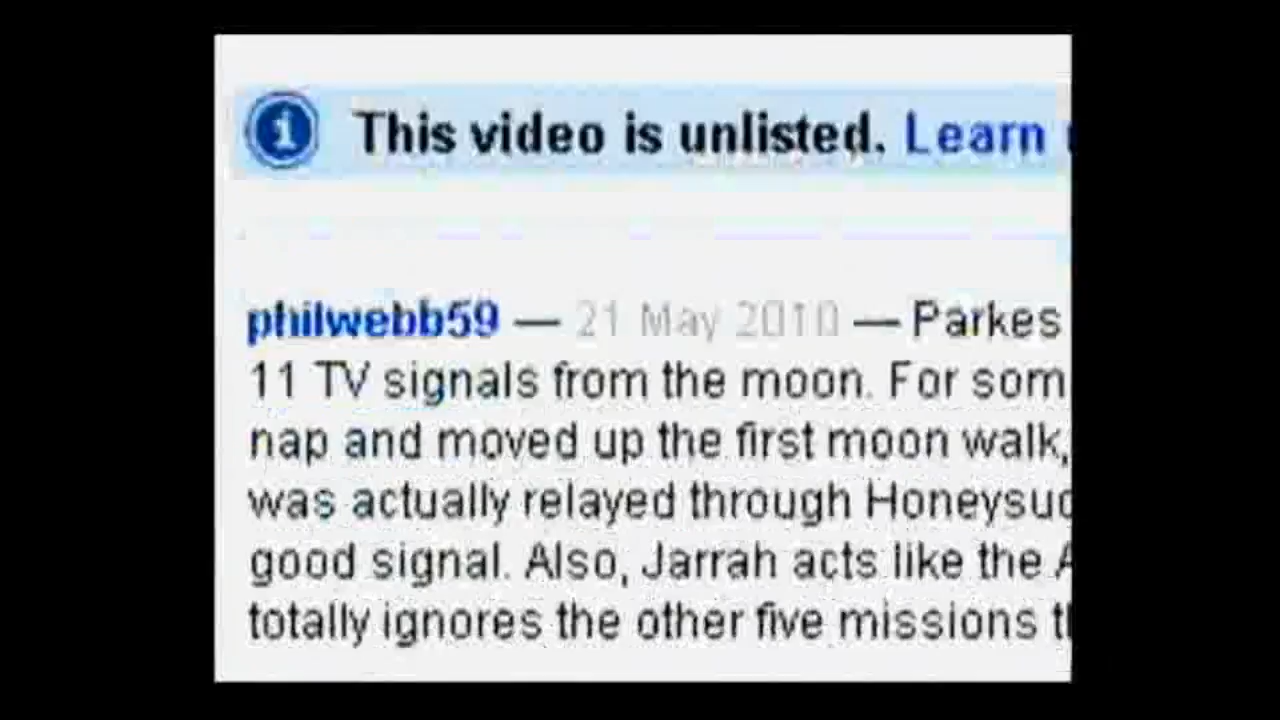 This video is unlisted. Learn
philwebb59 — 21 May 2010 — Parkes
11 TV signals from the moon. For som
nap and moved up the first moon walk,
was actually relayed through Honeysuc
good signal. Also, Jarrah acts like the A
totally ignores the other five missions t